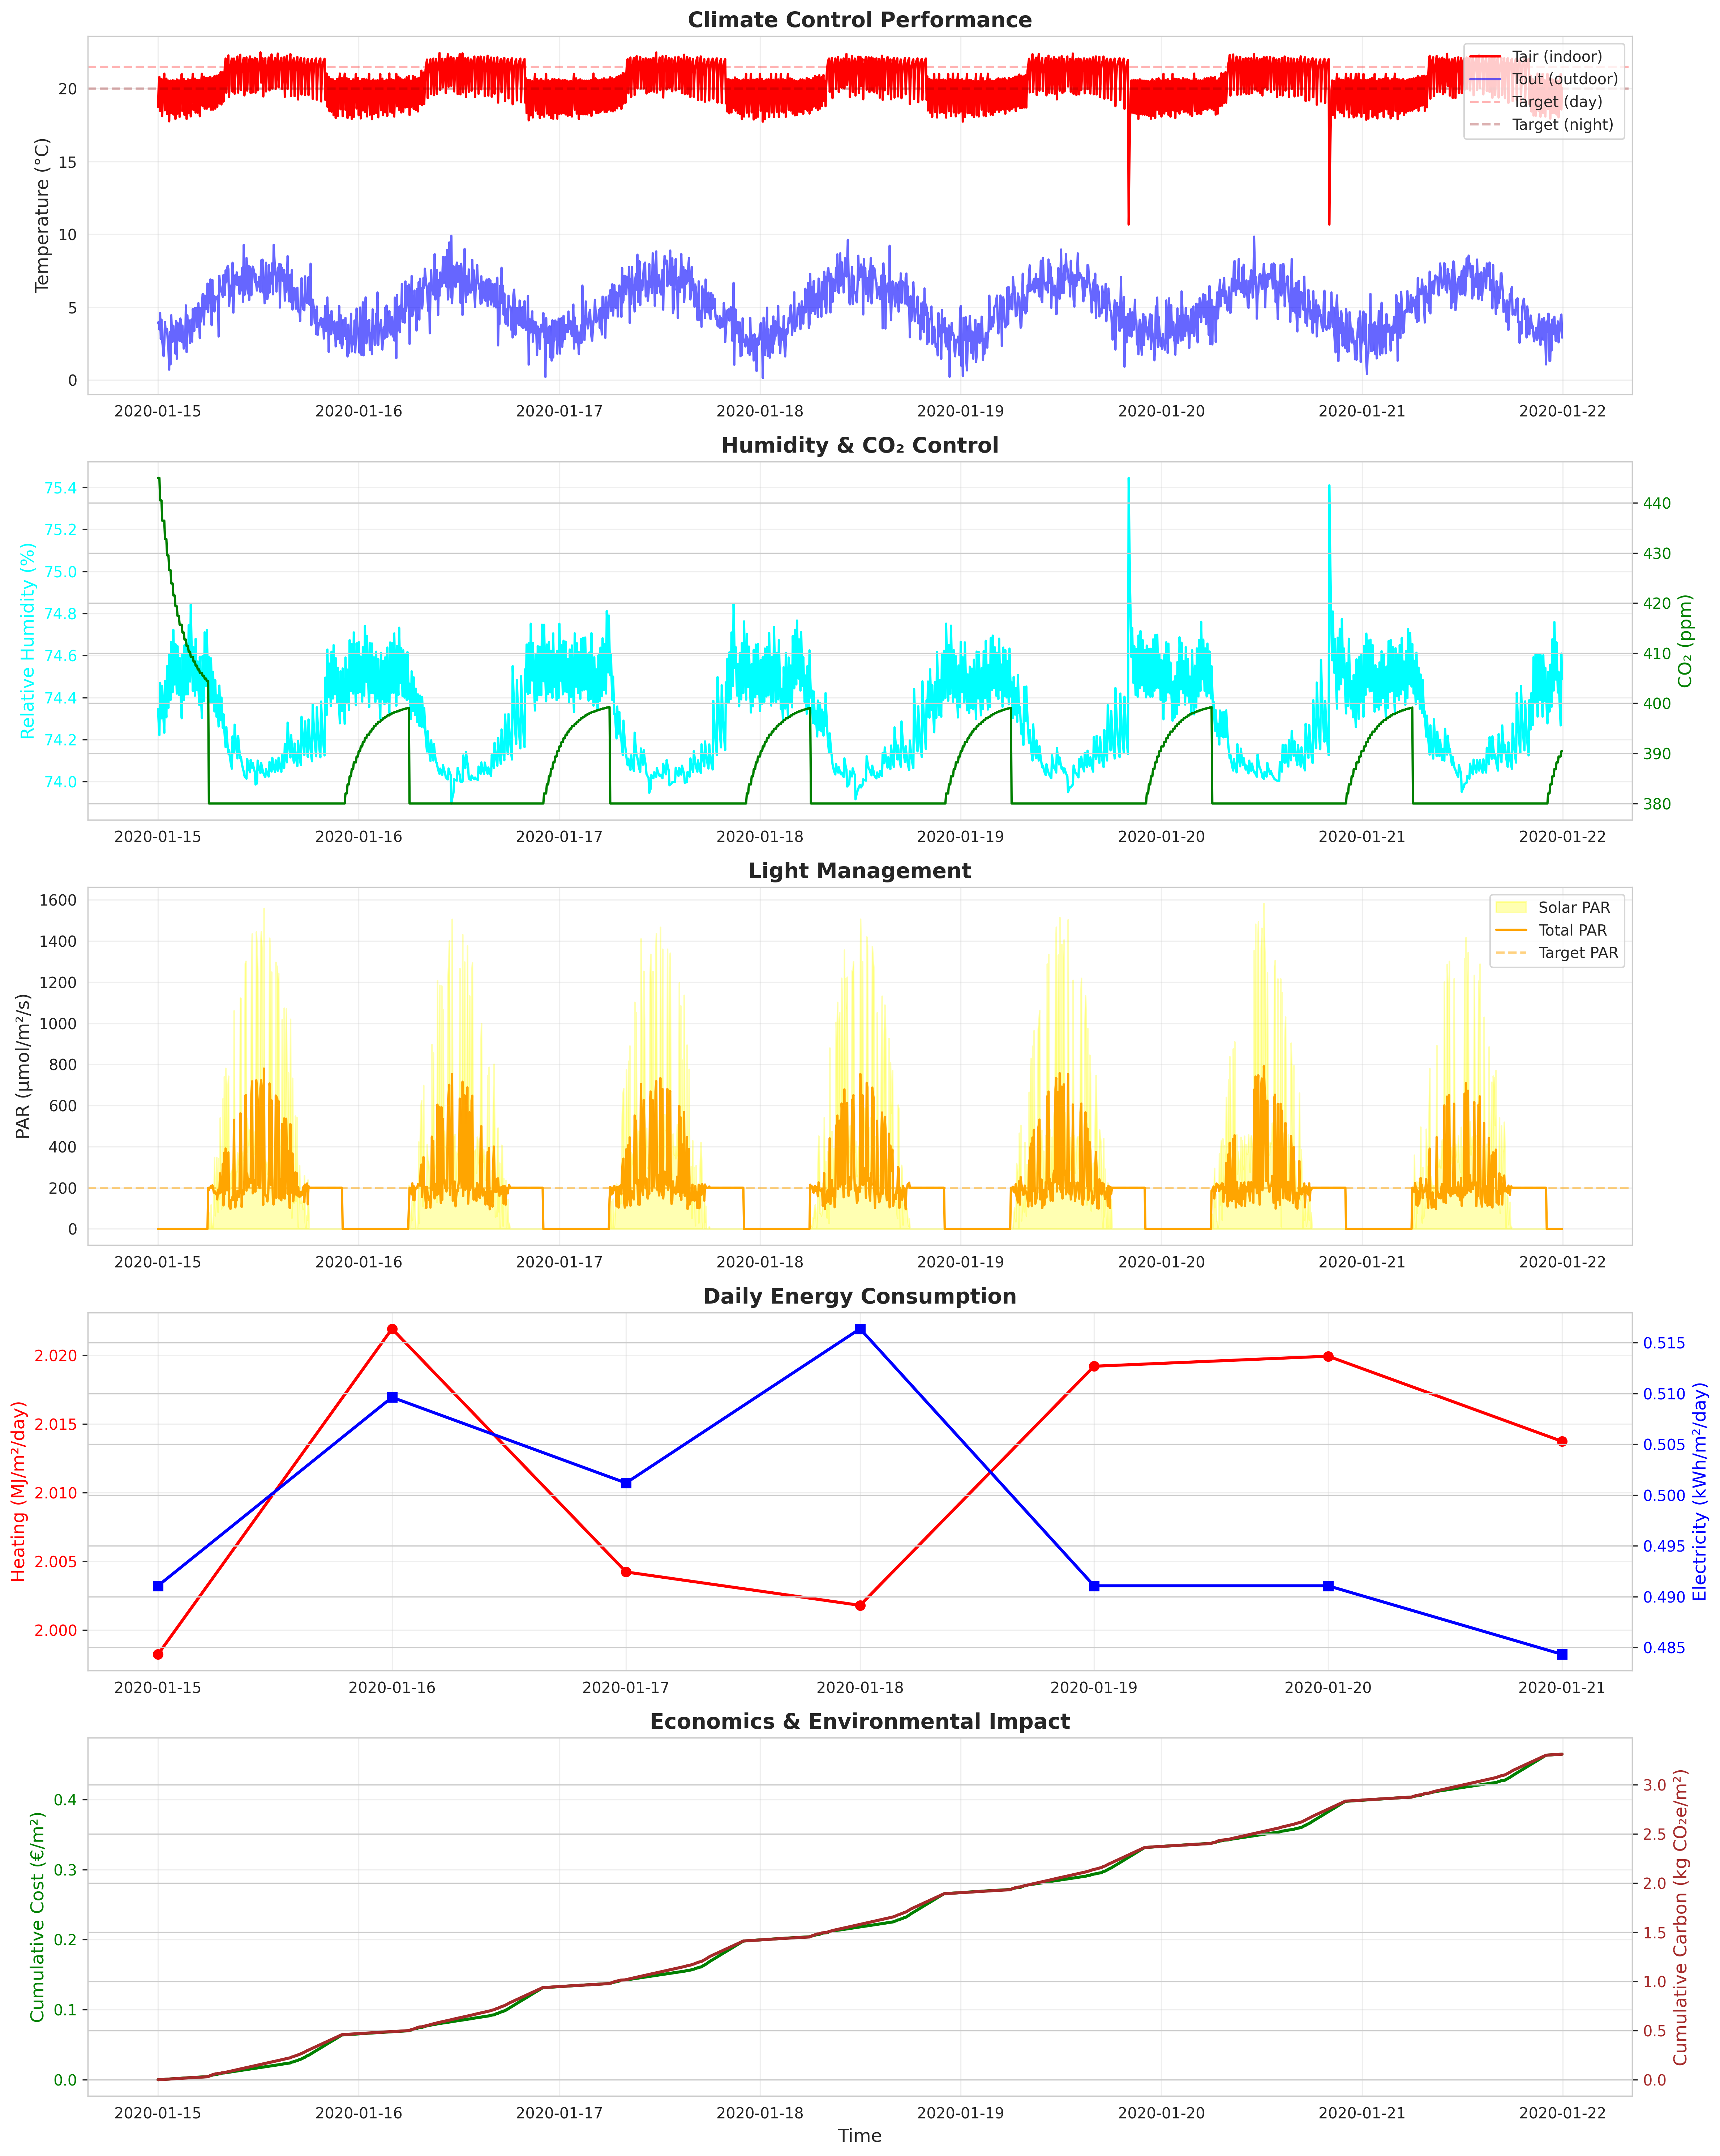 Climate Control Performance
Temperature (°C)
20
15
10
5
0
Tair (indoor)
Tout (outdoor)
Target (day)
Target (night)
2020-01-15 2020-01-16 2020-01-17 2020-01-18 2020-01-19 2020-01-20 2020-01-21 2020-01-22
Humidity & CO₂ Control
Relative Humidity (%)
75.4
75.2
75.0
74.8
74.6
74.4
74.2
74.0
440
430
420
410
400
390
380
CO₂ (ppm)
2020-01-15 2020-01-16 2020-01-17 2020-01-18 2020-01-19 2020-01-20 2020-01-21 2020-01-22
Light Management
PAR (μmol/m²/s)
1600
1400
1200
1000
800
600
400
200
0
Solar PAR
Total PAR
Target PAR
2020-01-15 2020-01-16 2020-01-17 2020-01-18 2020-01-19 2020-01-20 2020-01-21 2020-01-22
Daily Energy Consumption
Heating (MJ/m²/day)
2.020
2.015
2.010
2.005
2.000
0.515
0.510
0.505
0.500
0.495
0.490
0.485
Electricity (kWh/m²/day)
2020-01-15 2020-01-16 2020-01-17 2020-01-18 2020-01-19 2020-01-20 2020-01-21
Economics & Environmental Impact
Cumulative Cost (€/m²)
0.4
0.3
0.2
0.1
0.0
3.0
2.5
2.0
1.5
1.0
0.5
0.0
Cumulative Carbon (kg CO₂e/m²)
2020-01-15 2020-01-16 2020-01-17 2020-01-18 2020-01-19 2020-01-20 2020-01-21 2020-01-22
Time